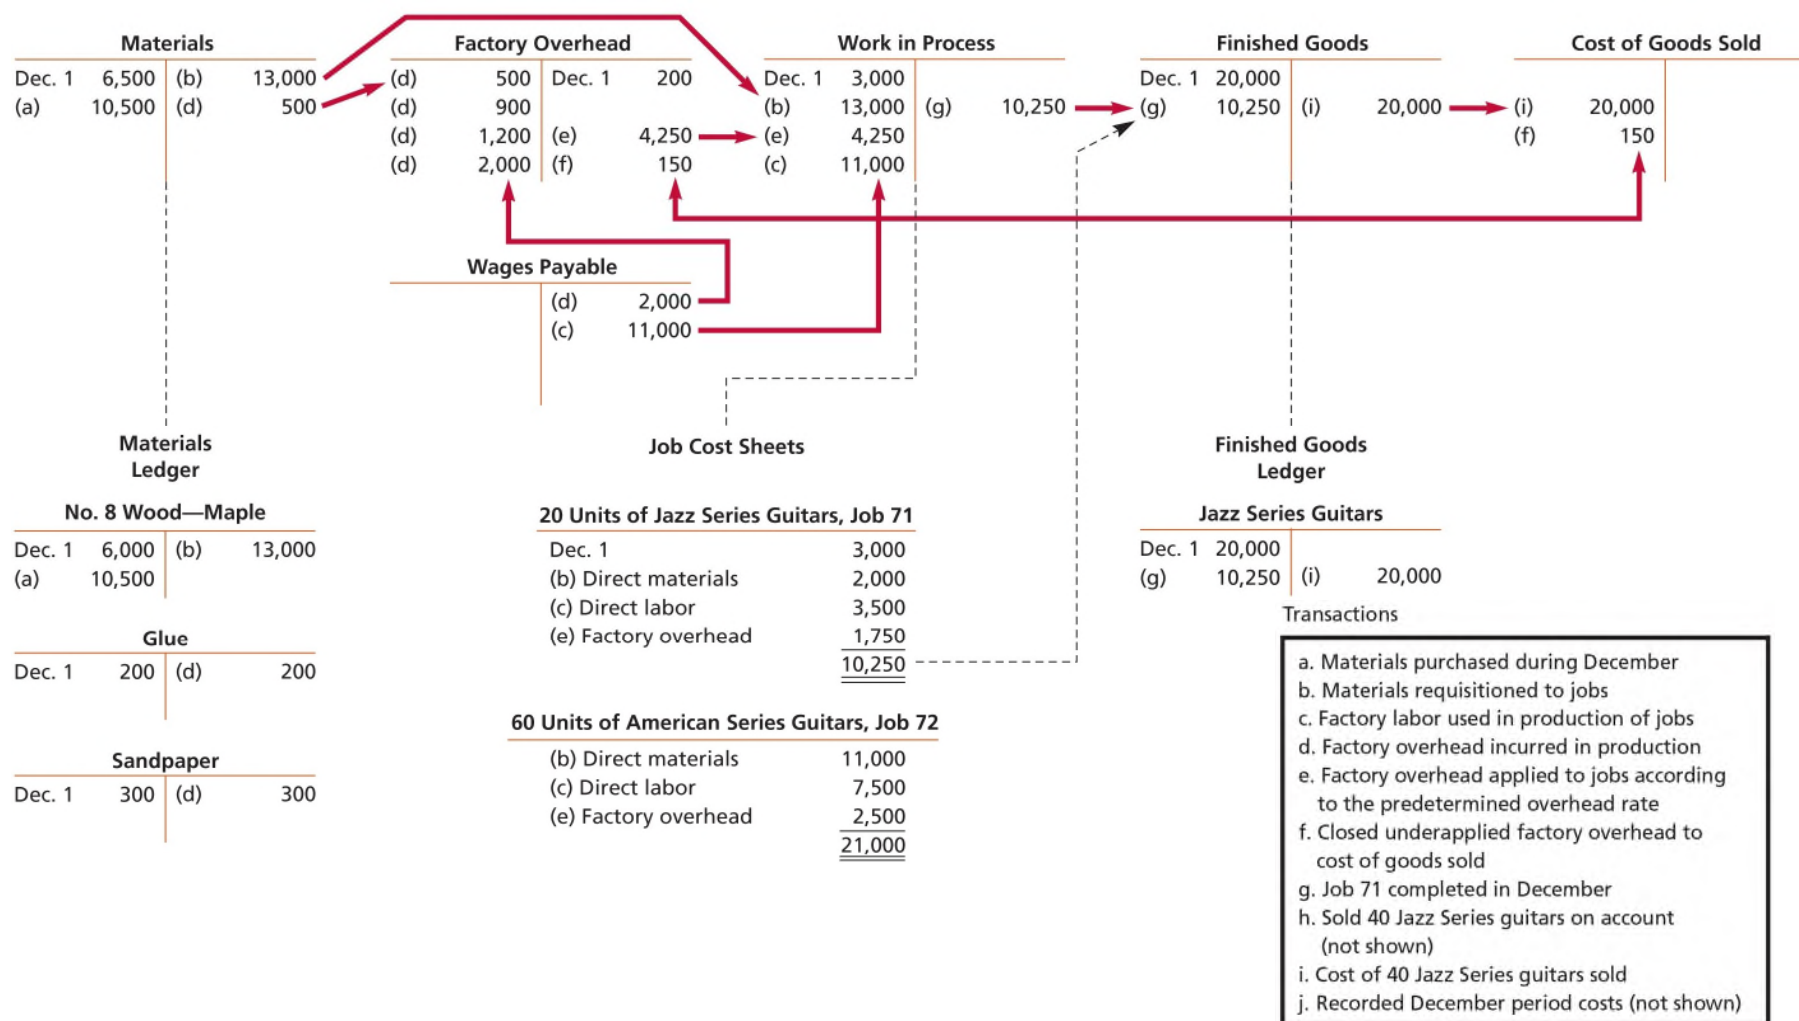 Materials
Dec. 1 6,500 (b) 13,000
(a) 10,500 (d) 500
Factory Overhead
(d) 500 Dec. 1 200
(d) 900
(d) 1,200 (e) 4,250
(d) 2,000 (f) 150
Work in Process
Dec. 1 3,000
(b) 13,000 (g) 10,250
(e) 4,250
(c) 11,000
Finished Goods
Dec. 1 20,000
(g) 10,250 (i) 20,000
Cost of Goods Sold
(i) 20,000
(f) 150
Wages Payable
(d) 2,000
(c) 11,000
Materials
Ledger
No. 8 Wood—Maple
Dec. 1 6,000 (b) 13,000
(a) 10,500
Glue
Dec. 1 200 (d) 200
Sandpaper
Dec. 1 300 (d) 300
Job Cost Sheets
20 Units of Jazz Series Guitars, Job 71
Dec. 1 3,000
(b) Direct materials 2,000
(c) Direct labor 3,500
(e) Factory overhead 1,750
10,250
60 Units of American Series Guitars, Job 72
(b) Direct materials 11,000
(c) Direct labor 7,500
(e) Factory overhead 2,500
21,000
Finished Goods
Ledger
Jazz Series Guitars
Dec. 1 20,000
(g) 10,250 (i) 20,000
Transactions
a. Materials purchased during December
b. Materials requisitioned to jobs
c. Factory labor used in production of jobs
d. Factory overhead incurred in production
e. Factory overhead applied to jobs according
to the predetermined overhead rate
f. Closed underapplied factory overhead to
cost of goods sold
g. Job 71 completed in December
h. Sold 40 Jazz Series guitars on account
(not shown)
i. Cost of 40 Jazz Series guitars sold
j. Recorded December period costs (not shown)